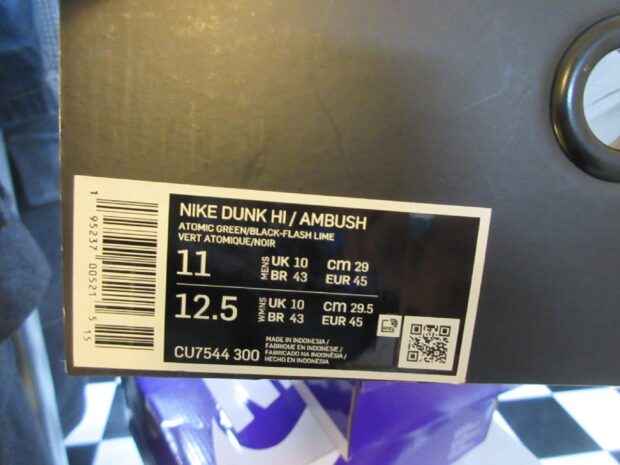 NIKE DUNK HI / AMBUSH
ATOMIC GREEN/BLACK-FLASH LIME
VERT ATOMIQUE/NOIR
11 MENS UK 10 cm 29
BR 43 EUR 45
12.5 WMNS UK 10 cm 29.5
BR 43 EUR 45
CU7544 300
MADE IN INDONESIA /
FABRIQUE EN INDONESIE /
FABRICADO NA INDONÉSIA /
HECHO EN INDONESIA
1 95237 00521 5 15